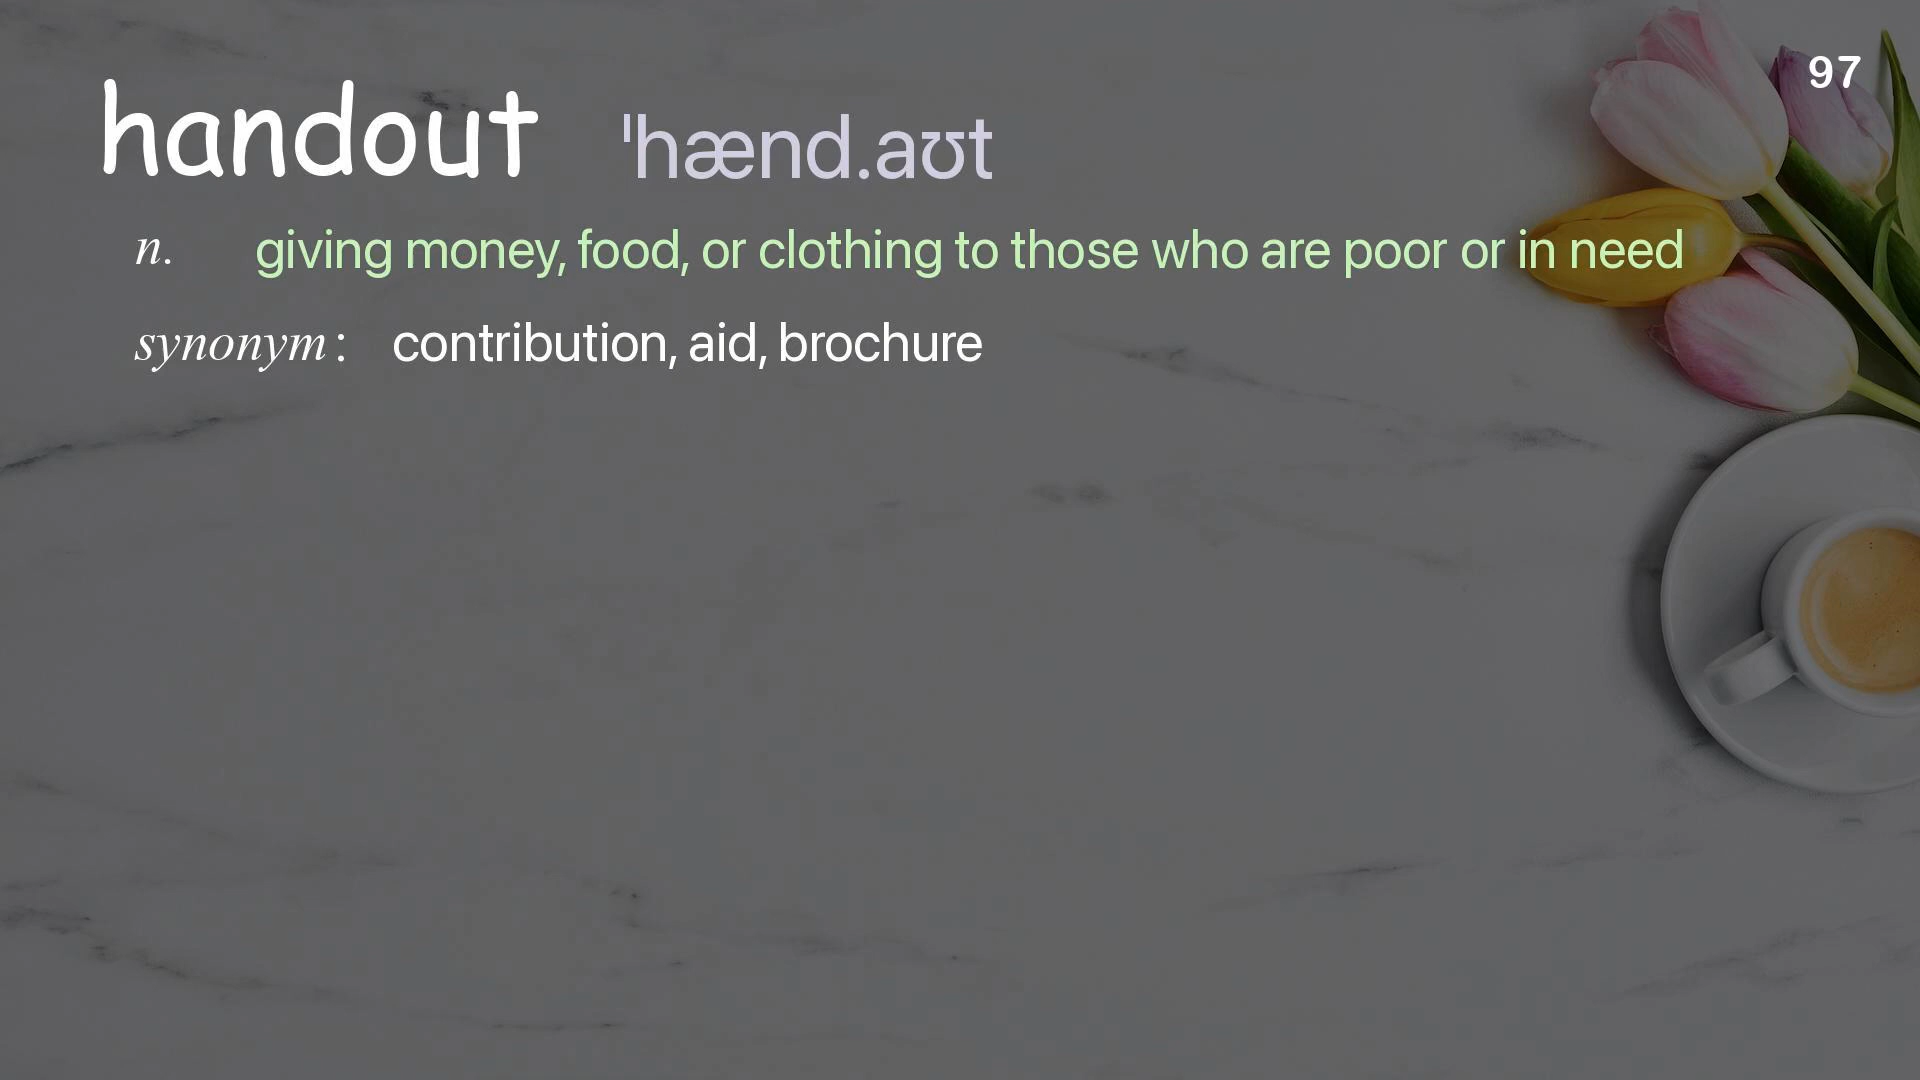 97
handout ˈhænd.aʊt
n. giving money, food, or clothing to those who are poor or in need
synonym: contribution, aid, brochure